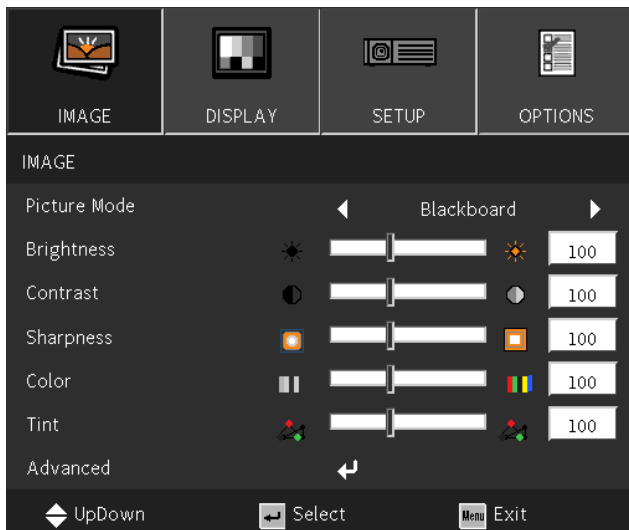 IMAGE DISPLAY SETUP OPTIONS
IMAGE
Picture Mode Blackboard
Brightness 100
Contrast 100
Sharpness 100
Color 100
Tint 100
Advanced
UpDown Select Menu Exit